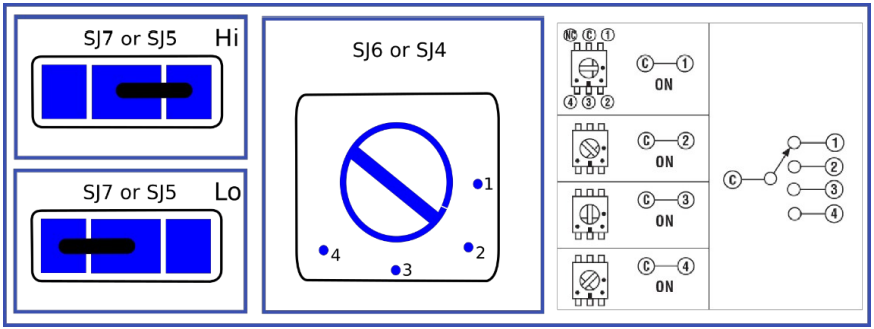 SJ7 or SJ5 Hi
SJ7 or SJ5 Lo
SJ6 or SJ4
1
2
3
4
NC C 1
4 3 2
C 1
ON
C 2
ON
C 3
ON
C 4
ON
C
1
2
3
4